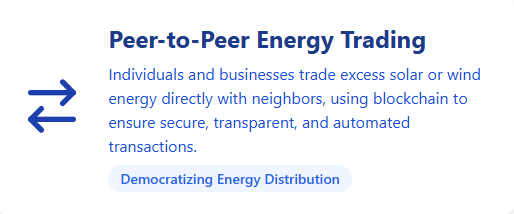 Peer-to-Peer Energy Trading
Individuals and businesses trade excess solar or wind
energy directly with neighbors, using blockchain to
ensure secure, transparent, and automated
transactions.
Democratizing Energy Distribution